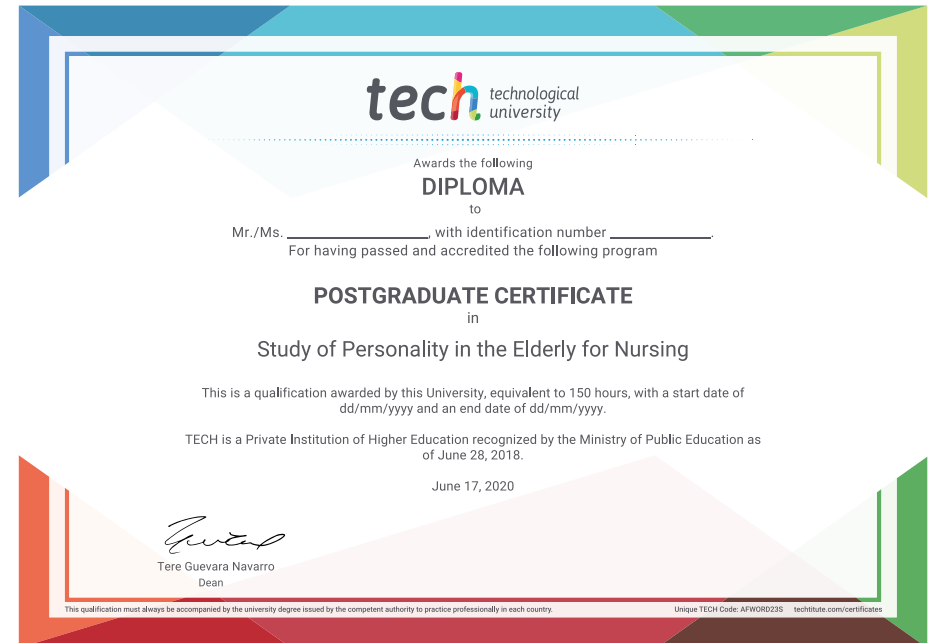 tech technological
university
Awards the following
DIPLOMA
to
Mr./Ms. ____________, with identification number ____________.
For having passed and accredited the following program
POSTGRADUATE CERTIFICATE
in
Study of Personality in the Elderly for Nursing
This is a qualification awarded by this University, equivalent to 150 hours, with a start date of
dd/mm/yyyy and an end date of dd/mm/yyyy.
TECH is a Private Institution of Higher Education recognized by the Ministry of Public Education as
of June 28, 2018.
June 17, 2020
Tere Guevara Navarro
Dean
This qualification must always be accompanied by the university degree issued by the competent authority to practice professionally in each country.
Unique TECH Code: AFWORD23S techtitute.com/certificates